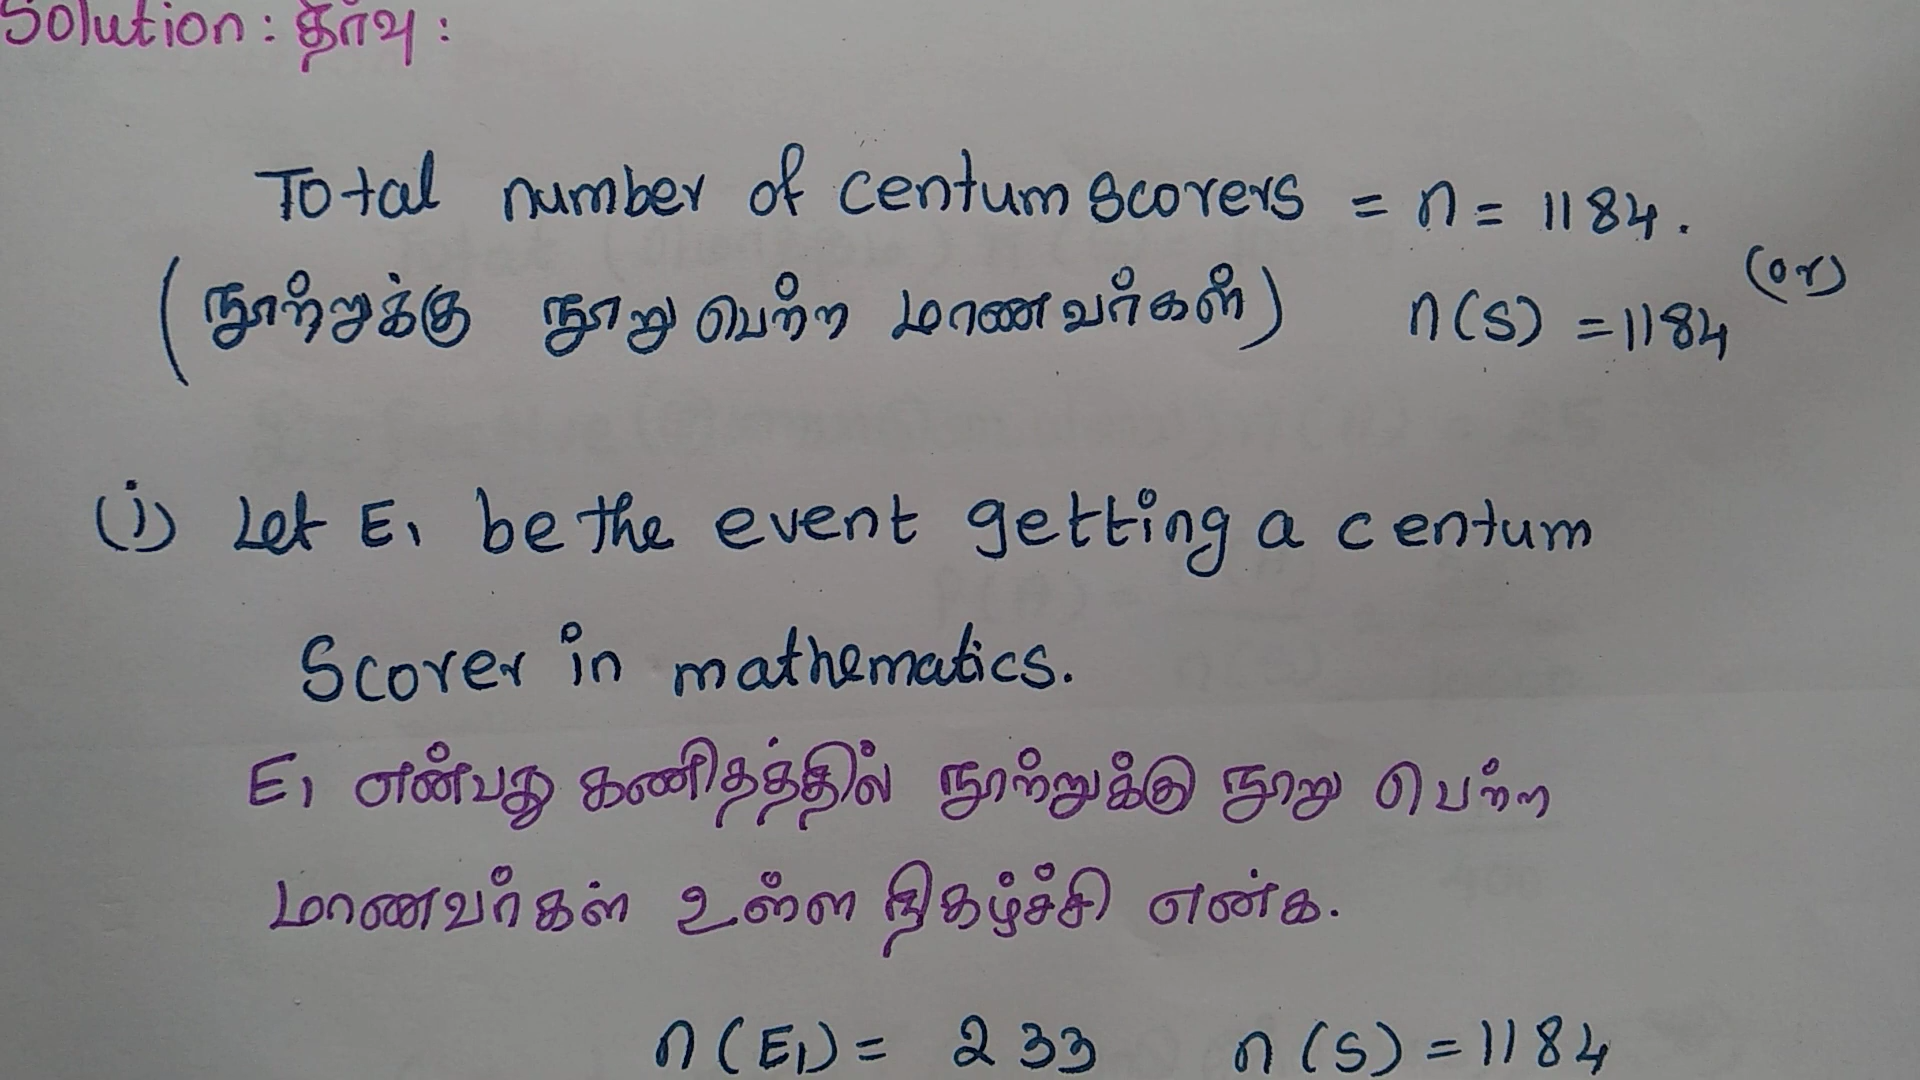 Solution: தீர்வு:
Total number of centum scorers = n = 1184.
(or)
(நூற்றுக்கு நூறு பெற்ற மாணவர்கள்) n(S) = 1184
(i) Let E₁ be the event getting a centum
Scorer in mathematics.
E₁ என்பது கணிதத்தில் நூற்றுக்கு நூறு பெற்ற
மாணவர்கள் உள்ள நிகழ்ச்சி என்க.
n(E₁) = 233 n(S) = 1184